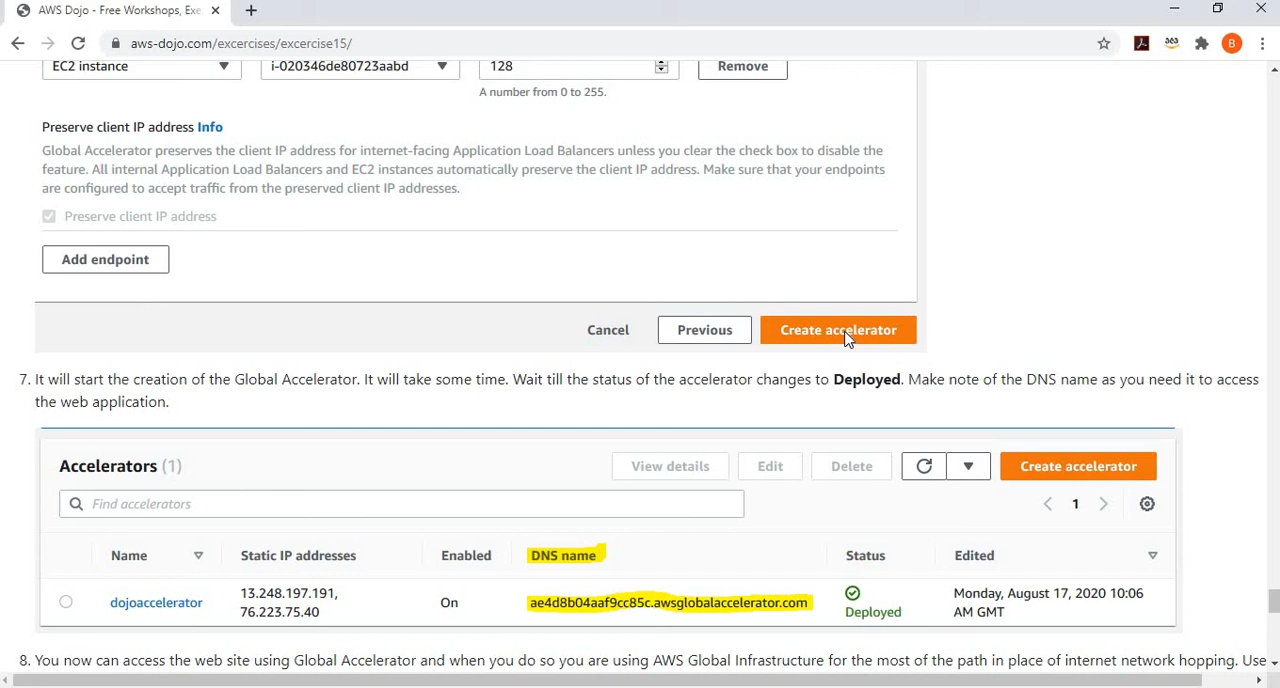 AWS Dojo - Free Workshops, Exe
aws-dojo.com/excercises/excercise15/
B
EC2 instance
i-020346de80723aabd
128
Remove
A number from 0 to 255.
Preserve client IP address Info
Global Accelerator preserves the client IP address for internet-facing Application Load Balancers unless you clear the check box to disable the
feature. All internal Application Load Balancers and EC2 instances automatically preserve the client IP address. Make sure that your endpoints
are configured to accept traffic from the preserved client IP addresses.
Preserve client IP address
Add endpoint
Cancel
Previous
Create accelerator
7. It will start the creation of the Global Accelerator. It will take some time. Wait till the status of the accelerator changes to Deployed. Make note of the DNS name as you need it to access
the web application.
Accelerators (1)
View details
Edit
Delete
Create accelerator
Find accelerators
1
Name
Static IP addresses
Enabled
DNS name
Status
Edited
dojoaccelerator
13.248.197.191,
76.223.75.40
On
ae4d8b04aaf9cc85c.awsglobalaccelerator.com
Deployed
Monday, August 17, 2020 10:06
AM GMT
8. You now can access the web site using Global Accelerator and when you do so you are using AWS Global Infrastructure for the most of the path in place of internet network hopping. Use